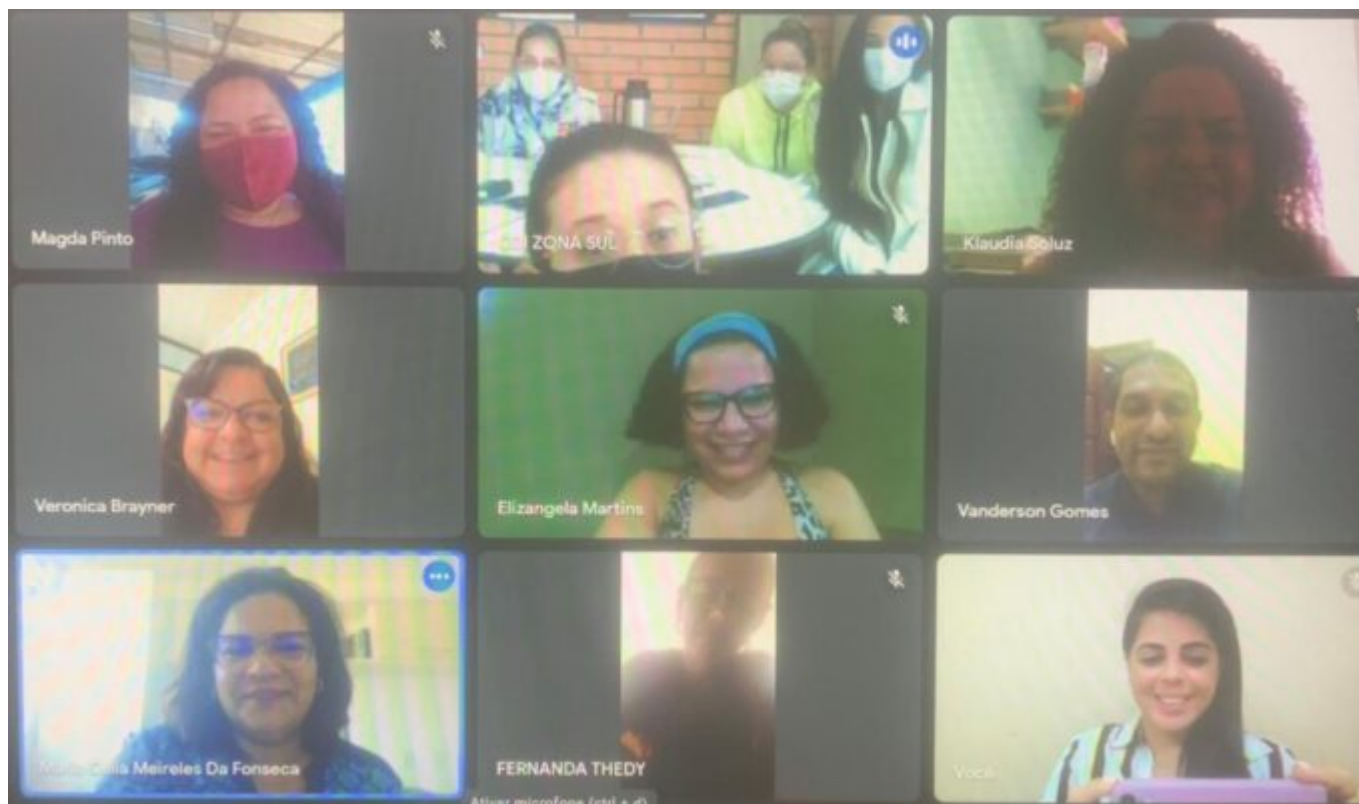 Magda Pinto
ZONA SUL
Klaudia Soluz
Veronica Brayner
Elizangela Martins
Vanderson Gomes
Meireles Da Fonseca
FERNANDA THEDY
Você
Ativar microfone (ctrl + d)